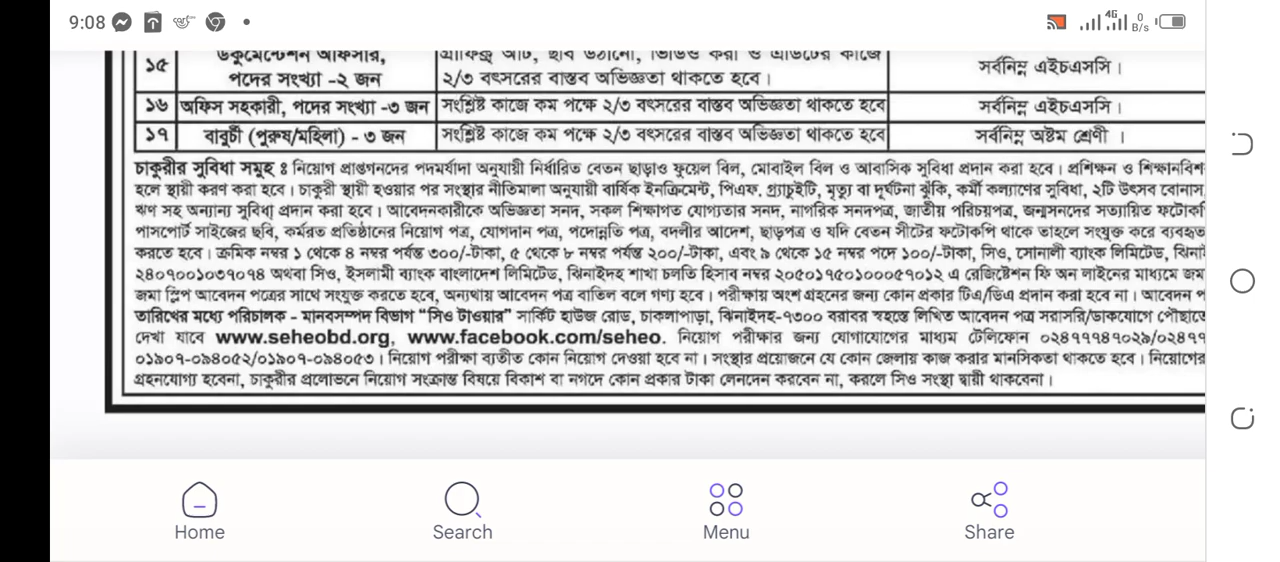 9:08
4G
0
B/s
১৫
ডকুমেন্টেশন অফিসার,
পদের সংখ্যা -২ জন
গ্রাফিক্স আর্ট, ছবি উঠানো, ভিডিও করা ও এডিটের কাজে
২/৩ বৎসরের বাস্তব অভিজ্ঞতা থাকতে হবে।
সর্বনিম্ন এইচএসসি।
১৬
অফিস সহকারী, পদের সংখ্যা -৩ জন
সংশ্লিষ্ট কাজে কম পক্ষে ২/৩ বৎসরের বাস্তব অভিজ্ঞতা থাকতে হবে
সর্বনিম্ন এইচএসসি।
১৭
বাবুর্চী (পুরুষ/মহিলা) - ৩ জন
সংশ্লিষ্ট কাজে কম পক্ষে ২/৩ বৎসরের বাস্তব অভিজ্ঞতা থাকতে হবে
সর্বনিম্ন অষ্টম শ্রেণী ।
চাকুরীর সুবিধা সমূহ ঃ নিয়োগ প্রাপ্তগনদের পদমর্যদা অনুযায়ী নির্ধারিত বেতন ছাড়াও ফুয়েল বিল, মোবাইল বিল ও আবাসিক সুবিধা প্রদান করা হবে। প্রশিক্ষন ও শিক্ষানবিশ
হলে স্থায়ী করণ করা হবে। চাকুরী স্থায়ী হওয়ার পর সংস্থার নীতিমালা অনুযায়ী বার্ষিক ইনক্রিমেন্ট, পিএফ. গ্র্যাচুইটি, মৃত্যু বা দূর্ঘটনা ঝুঁকি, কর্মী কল্যাণের সুবিধা, ২টি উৎসব বোনাস,
ঋণ সহ অন্যান্য সুবিধা প্রদান করা হবে। আবেদনকারীকে অভিজ্ঞতা সনদ, সকল শিক্ষাগত যোগ্যতার সনদ, নাগরিক সনদপত্র, জাতীয় পরিচয়পত্র, জন্মসনদের সত্যায়িত ফটোকপি
পাসপোর্ট সাইজের ছবি, কর্মরত প্রতিষ্ঠানের নিয়োগ পত্র, যোগদান পত্র, পদোন্নতি পত্র, বদলীর আদেশ, ছাড়পত্র ও যদি বেতন সীটের ফটোকপি থাকে তাহলে সংযুক্ত করে ব্যবহৃত
করতে হবে। ক্রমিক নম্বর ১ থেকে ৪ নম্বর পর্যন্ত ৩০০/-টাকা, ৫ থেকে ৮ নম্বর পর্যন্ত ২০০/-টাকা, এবং ৯ থেকে ১৫ নম্বর পদে ১০০/-টাকা, সিও, সোনালী ব্যাংক লিমিটেড, ঝিনাই
২৪০৭০০১০৩৭০৭৪ অথবা সিও, ইসলামী ব্যাংক বাংলাদেশ লিমিটেড, ঝিনাইদহ শাখা চলতি হিসাব নম্বর ২০৫০১৭৫০১০০০৫৭০১২ এ রেজিষ্টেশন ফি অন লাইনের মাধ্যমে জম
জমা স্লিপ আবেদন পত্রের সাথে সংযুক্ত করতে হবে, অন্যথায় আবেদন পত্র বাতিল বলে গণ্য হবে। পরীক্ষায় অংশ গ্রহনের জন্য কোন প্রকার টিএ/ডিএ প্রদান করা হবে না। আবেদন প
তারিখের মধ্যে পরিচালক - মানবসম্পদ বিভাগ "সিও টাওয়ার" সার্কিট হাউজ রোড, চাকলাপাড়া, ঝিনাইদহ-৭৩০০ বরাবর স্বহস্তে লিখিত আবেদন পত্র সরাসরি/ডাকযোগে পৌছাতে
দেখা যাবে www.seheobd.org, www.facebook.com/seheo. নিয়োগ পরীক্ষার জন্য যোগাযোগের মাধ্যম টেলিফোন ০২৪৭৭৭৪৭০২৯/০২৪৭৭
০১৯০৭-০৯৪০৫২/০১৯০৭-০৯৪০৫৩। নিয়োগ পরীক্ষা ব্যতীত কোন নিয়োগ দেওয়া হবে না। সংস্থার প্রয়োজনে যে কোন জেলায় কাজ করার মানসিকতা থাকতে হবে। নিয়োগের
গ্রহনযোগ্য হবেনা, চাকুরীর প্রলোভনে নিয়োগ সংক্রান্ত বিষয়ে বিকাশ বা নগদে কোন প্রকার টাকা লেনদেন করবেন না, করলে সিও সংস্থা দ্বায়ী থাকবেনা।
Home
Search
Menu
Share